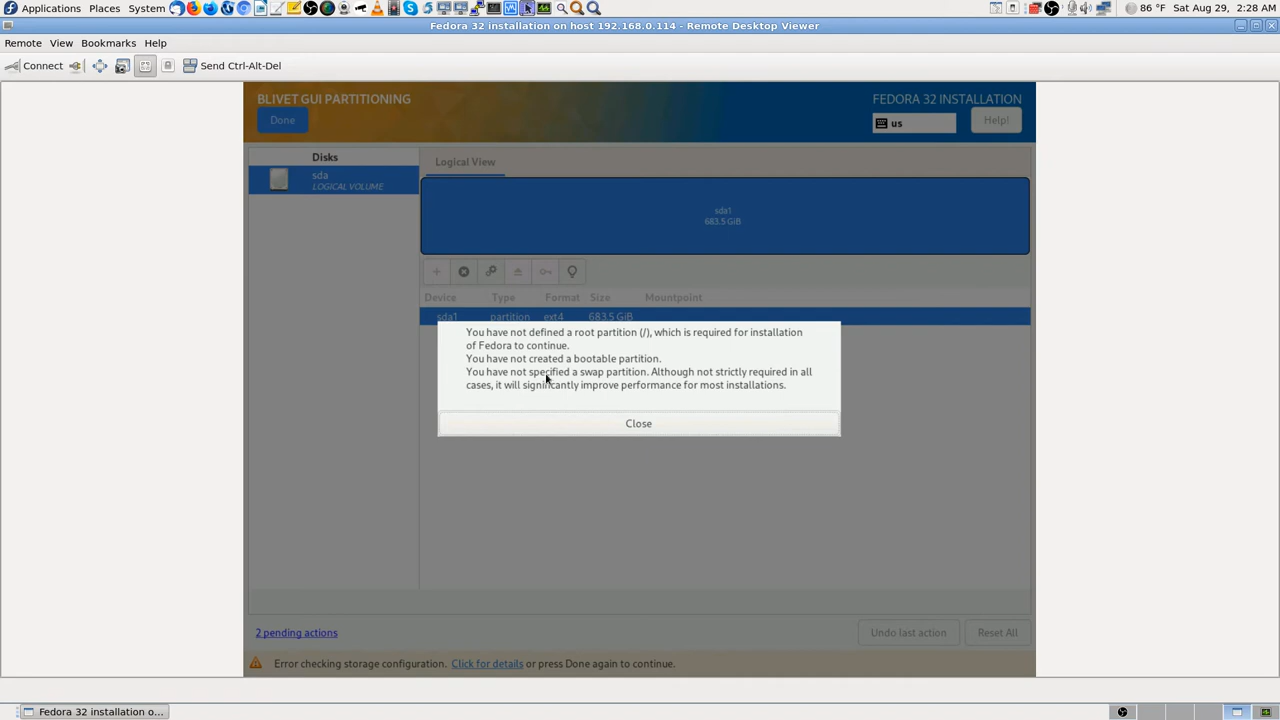 Applications Places System
86 °F Sat Aug 29, 2:28 AM
Fedora 32 installation on host 192.168.0.114 - Remote Desktop Viewer
Remote View Bookmarks Help
Connect Send Ctrl-Alt-Del
BLIVET GUI PARTITIONING
FEDORA 32 INSTALLATION
Done
us
Help!
Disks
Logical View
sda
LOGICAL VOLUME
sda1
683.5 GiB
Device Type Format Size Mountpoint
sda1 partition ext4 683.5 GiB
You have not defined a root partition (/), which is required for installation
of Fedora to continue.
You have not created a bootable partition.
You have not specified a swap partition. Although not strictly required in all
cases, it will significantly improve performance for most installations.
Close
2 pending actions
Undo last action
Reset All
Error checking storage configuration. Click for details or press Done again to continue.
Fedora 32 installation o...